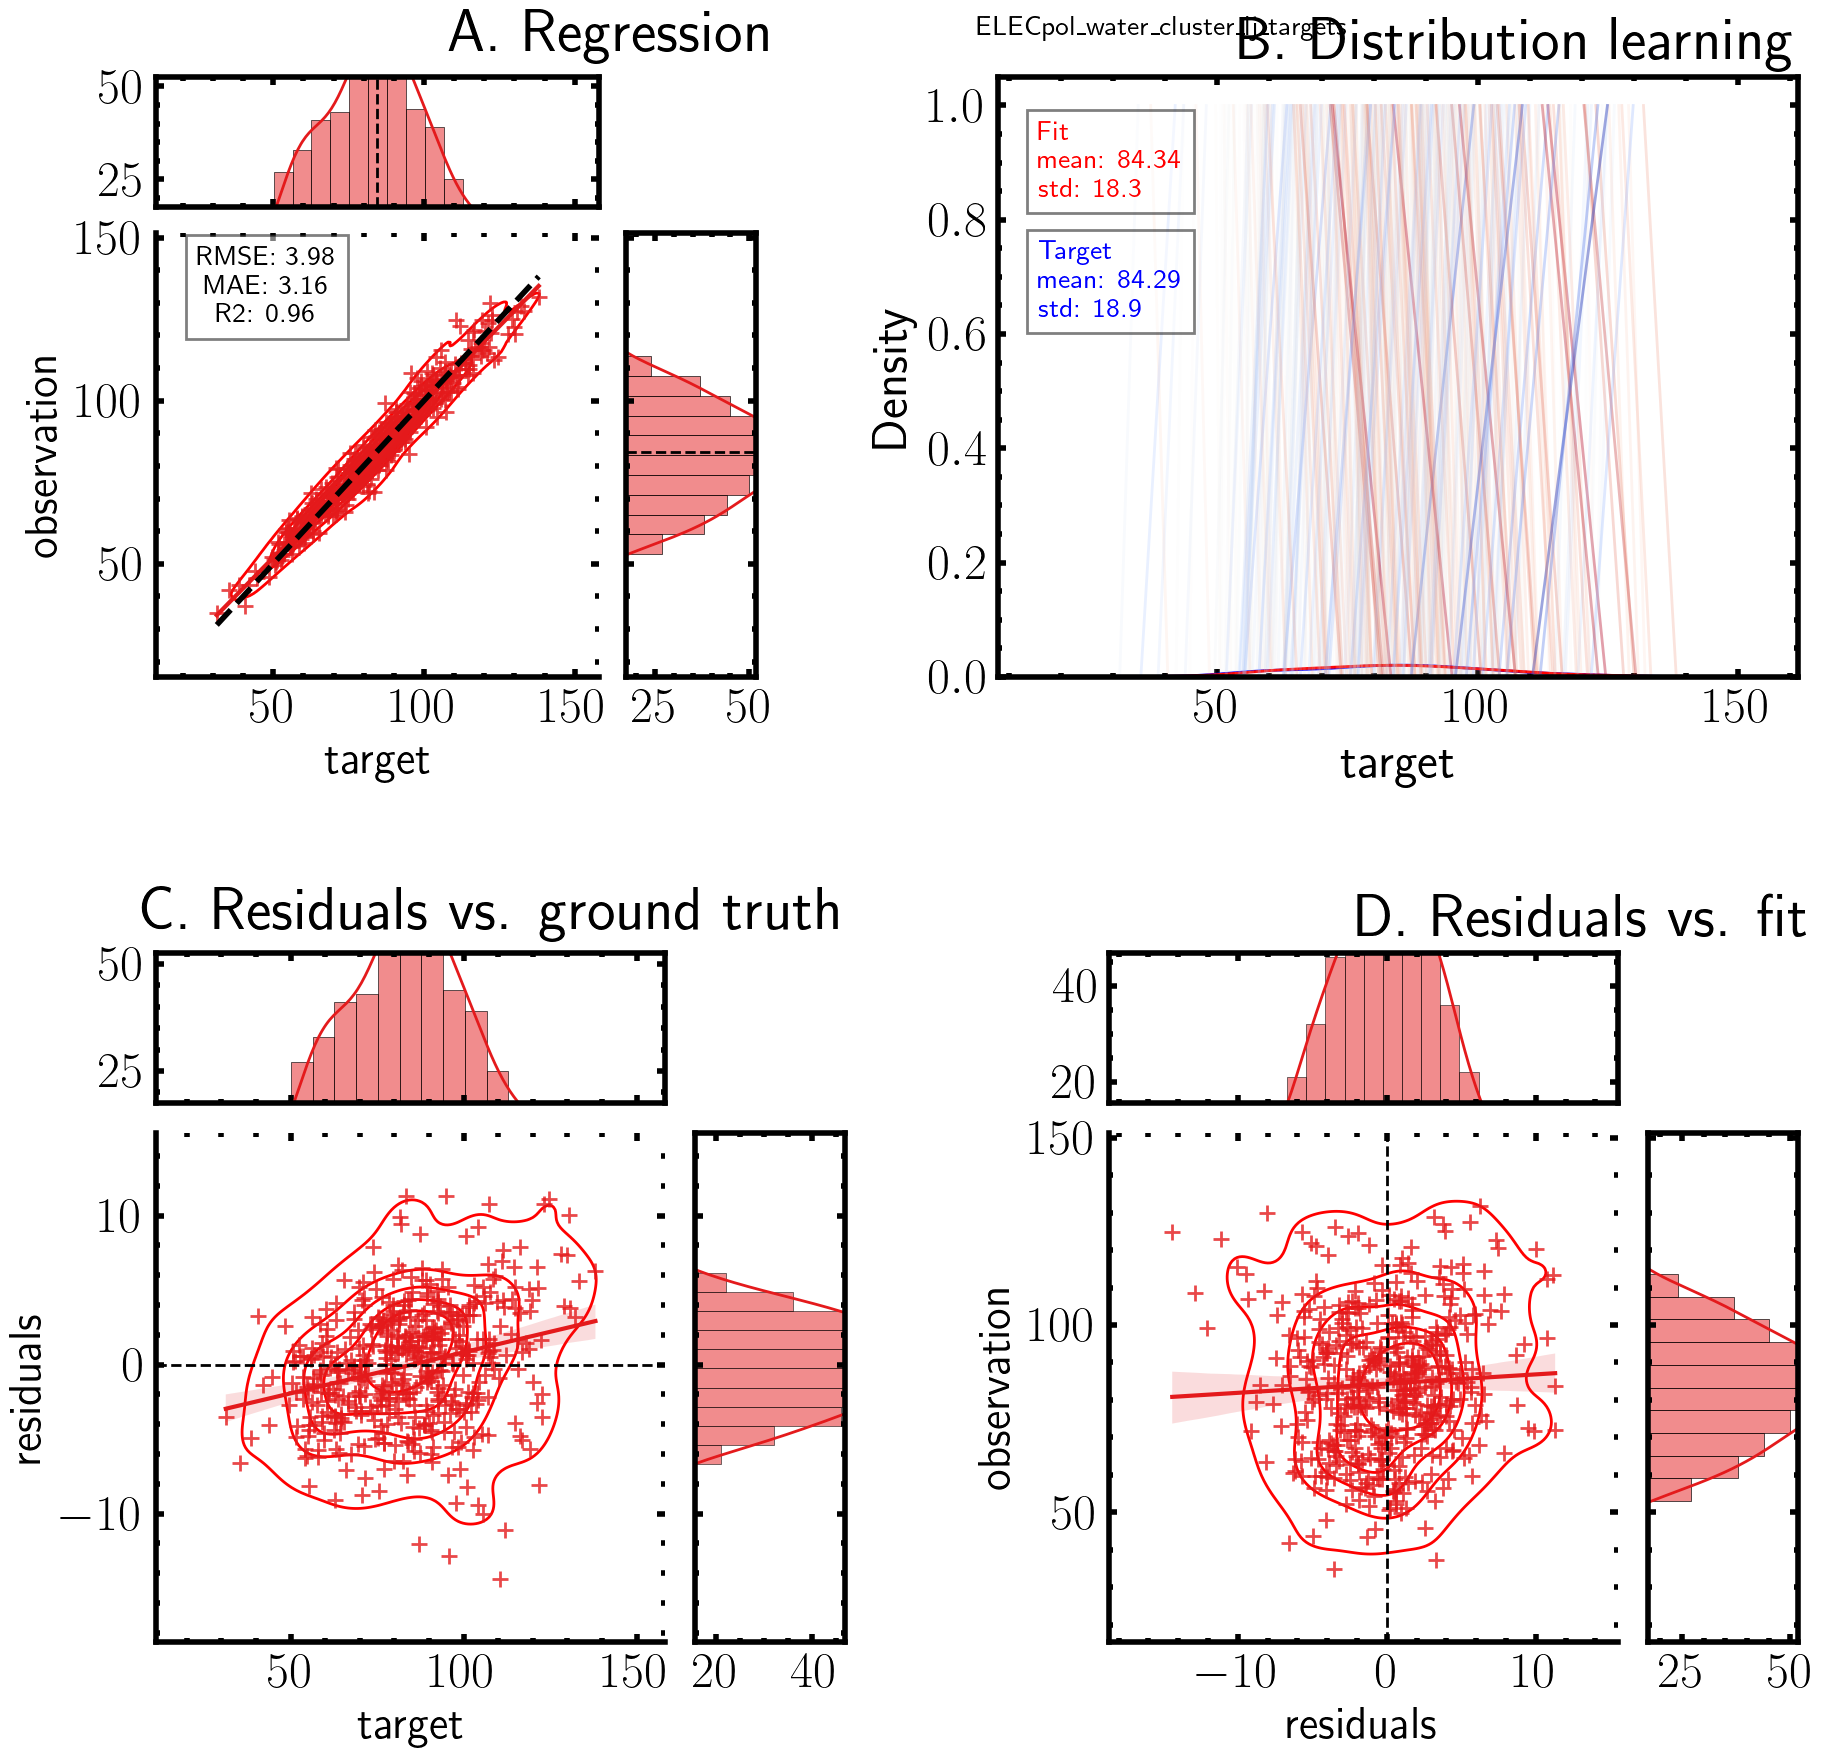 A. Regression
50
25
150
100
50
observation
RMSE: 3.98
MAE: 3.16
R2: 0.96
50
100
150
target
25
50
B. Distribution learning
1.0
0.8
0.6
0.4
0.2
0.0
Density
Fit
mean: 84.34
std: 18.3
Target
mean: 84.29
std: 18.9
50
100
150
target
C. Residuals vs. ground truth
50
25
10
0
−10
residuals
50
100
150
target
20
40
D. Residuals vs. fit
40
20
150
100
50
observation
−10
0
10
residuals
25
50